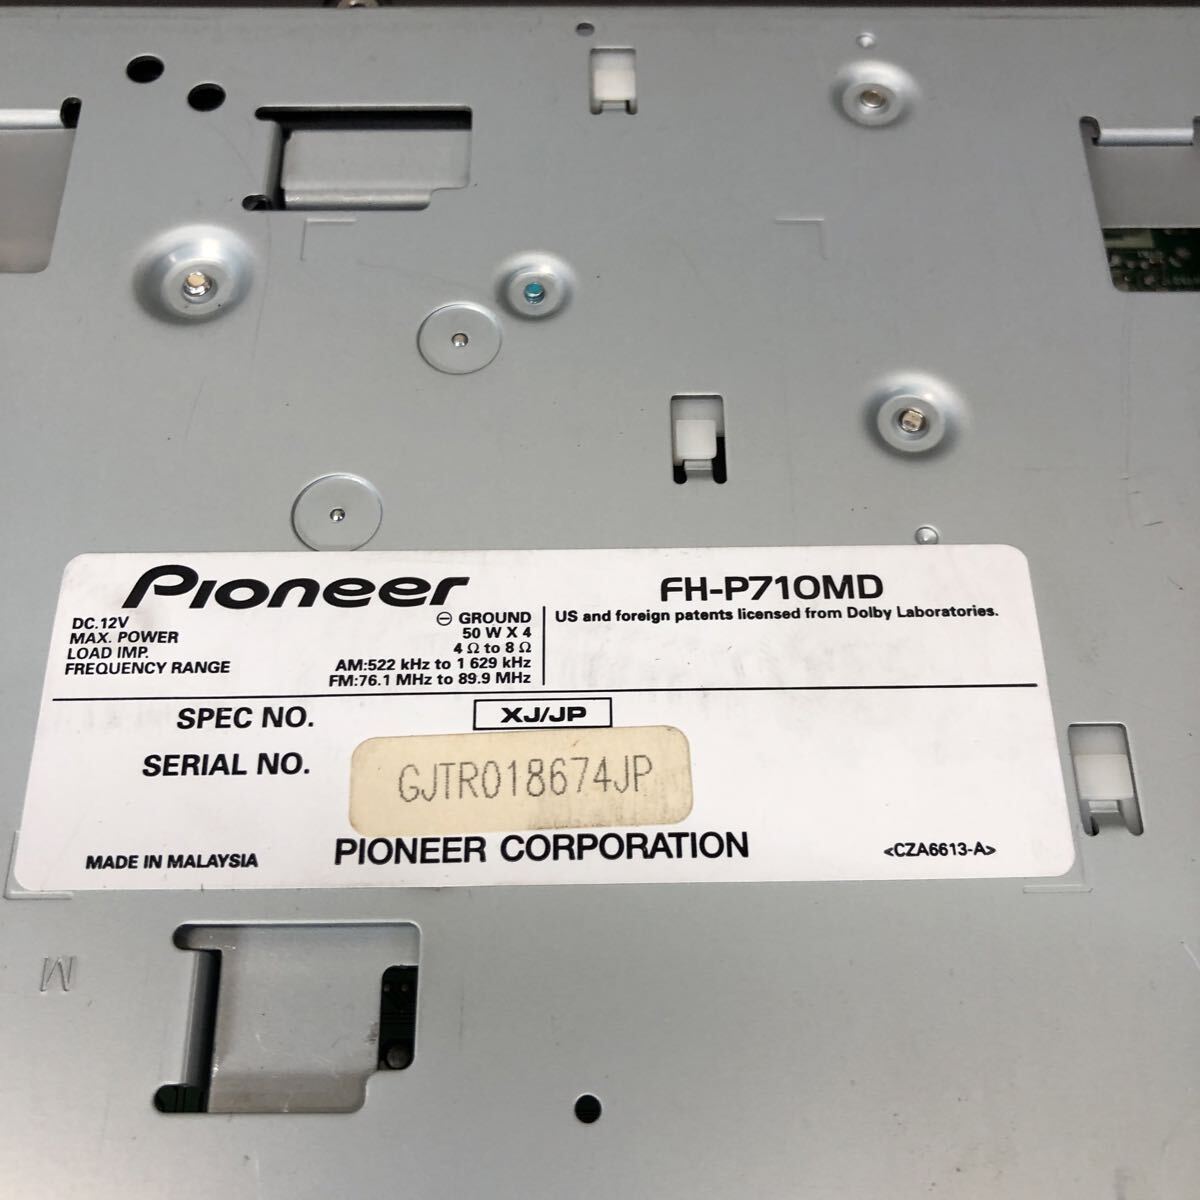 Pioneer
FH-P710MD
DC.12V ⊖ GROUND
MAX. POWER 50 W X 4
LOAD IMP. 4 Ω to 8 Ω
FREQUENCY RANGE AM:522 kHz to 1 629 kHz
FM:76.1 MHz to 89.9 MHz
US and foreign patents licensed from Dolby Laboratories.
SPEC NO. XJ/JP
SERIAL NO. GJTR018674JP
MADE IN MALAYSIA PIONEER CORPORATION <CZA6613-A>
M